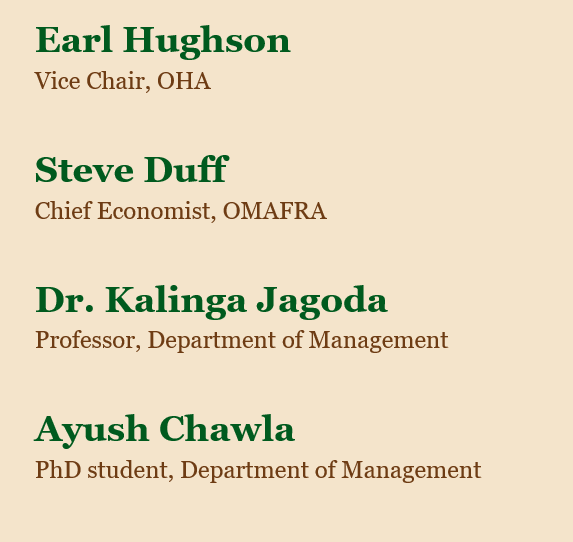 Earl Hughson
Vice Chair, OHA
Steve Duff
Chief Economist, OMAFRA
Dr. Kalinga Jagoda
Professor, Department of Management
Ayush Chawla
PhD student, Department of Management